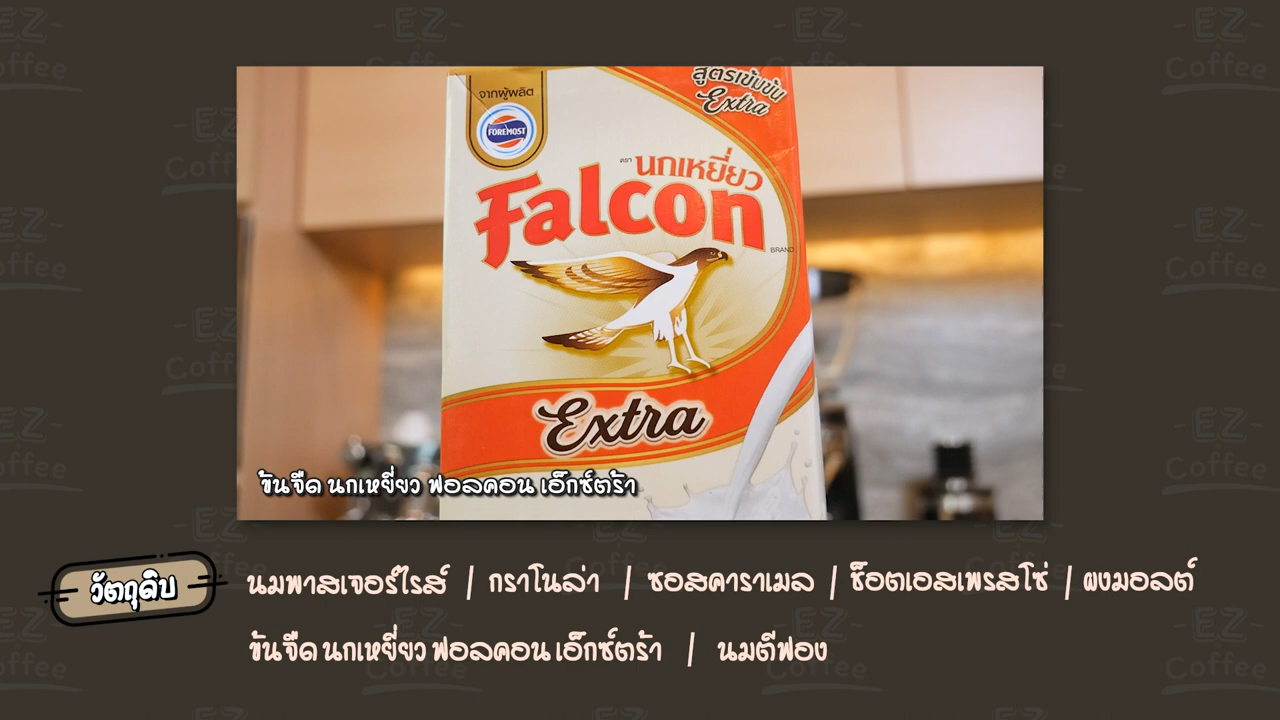 จากผู้ผลิต
FOREMOST
สูตรเข้มข้น
Extra
ตรา นกเหยี่ยว
Falcon
BRAND
Extra
ข้นจืด นกเหยี่ยว ฟอลคอน เอ็กซ์ตร้า
วัตถุดิบ
นมพาสเจอร์ไรส์ | กราโนล่า | ซอสคาราเมล | ช็อตเอสเพรสโซ่ | ผงมอลต์
ข้นจืด นกเหยี่ยว ฟอลคอน เอ็กซ์ตร้า | นมตีฟอง
EZ
Coffee